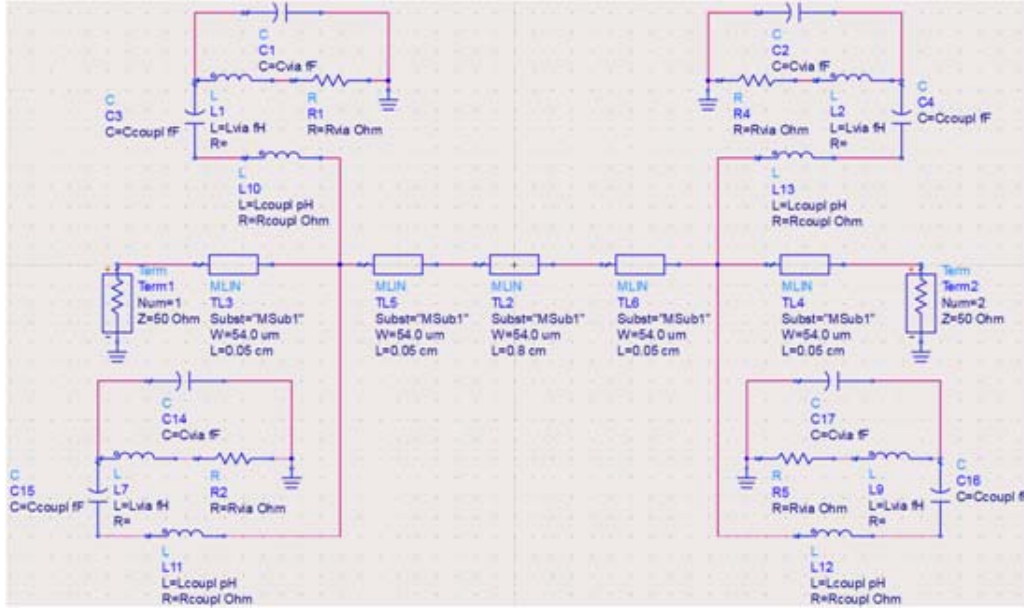 C
C1
C=Cvia fF
C
C2
C=Cvia fF
C
C3
C=Ccoupl fF
L
L1
L=Lvia fH
R=
R
R1
R=Rvia Ohm
R
R4
R=Rvia Ohm
L
L2
L=Lvia fH
R=
C
C4
C=Ccoupl fF
L
L10
L=Lcoupl pH
R=Rcoupl Ohm
L
L13
L=Lcoupl pH
R=Rcoupl Ohm
Term
Term1
Num=1
Z=50 Ohm
MLIN
TL3
Subst="MSub1"
W=54.0 um
L=0.05 cm
MLIN
TL5
Subst="MSub1"
W=54.0 um
L=0.05 cm
MLIN
TL2
Subst="MSub1"
W=54.0 um
L=0.8 cm
MLIN
TL6
Subst="MSub1"
W=54.0 um
L=0.05 cm
MLIN
TL4
Subst="MSub1"
W=54.0 um
L=0.05 cm
Term
Term2
Num=2
Z=50 Ohm
C
C14
C=Cvia fF
C
C17
C=Cvia fF
C
C15
C=Ccoupl fF
L
L7
L=Lvia fH
R=
R
R2
R=Rvia Ohm
R
R5
R=Rvia Ohm
L
L9
L=Lvia fH
R=
C
C16
C=Ccoupl fF
L
L11
L=Lcoupl pH
R=Rcoupl Ohm
L
L12
L=Lcoupl pH
R=Rcoupl Ohm